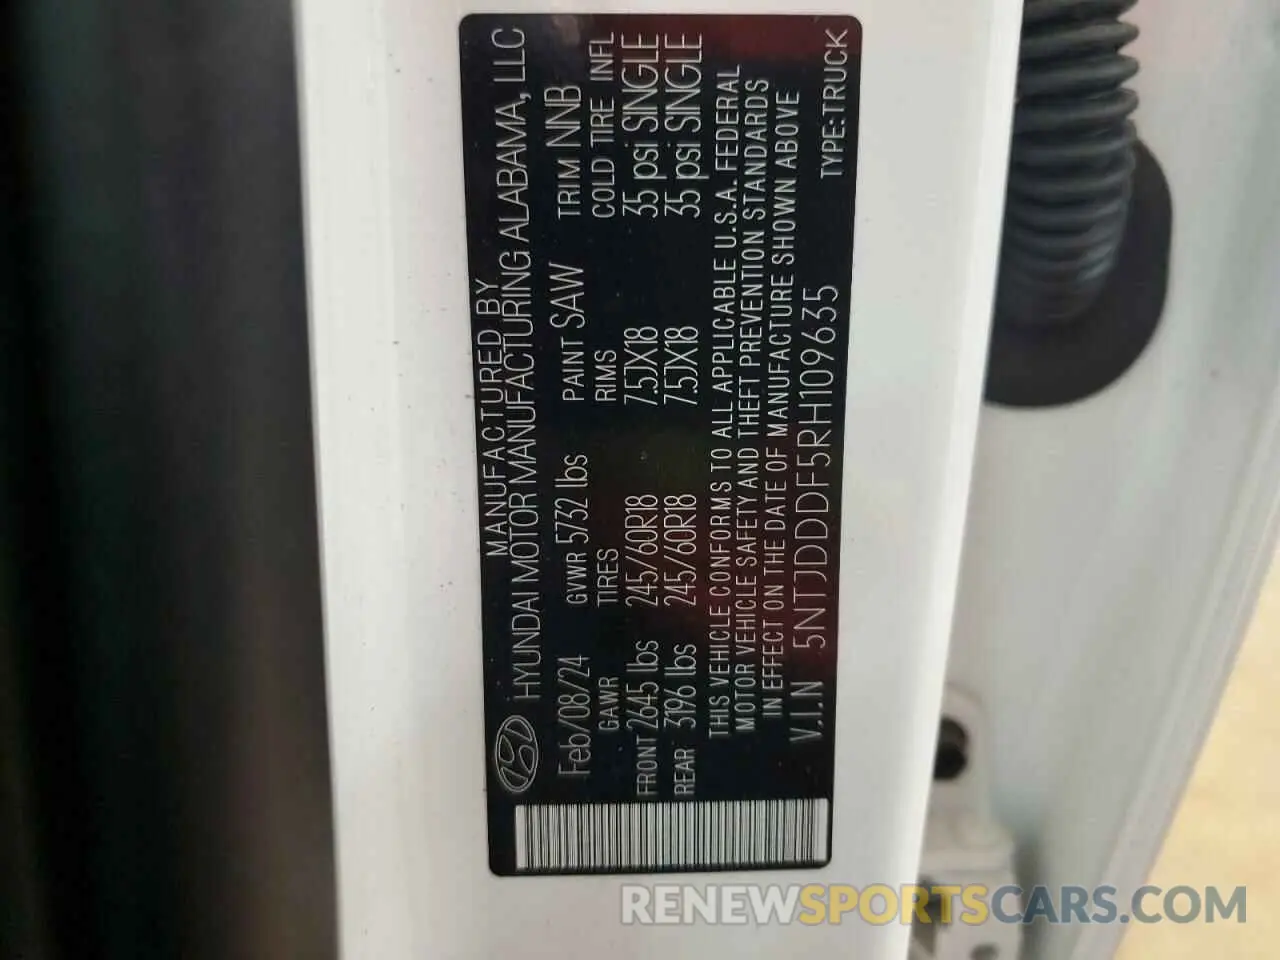 MANUFACTURED BY
HYUNDAI MOTOR MANUFACTURING ALABAMA, LLC
Feb/08/24 GVWR 5732 lbs PAINT SAW TRIM NNB
GAWR TIRES RIMS COLD TIRE INFL
FRONT 2645 lbs 245/60R18 7.5JX18 35 psi SINGLE
REAR 3196 lbs 245/60R18 7.5JX18 35 psi SINGLE
THIS VEHICLE CONFORMS TO ALL APPLICABLE U.S.A. FEDERAL
MOTOR VEHICLE SAFETY AND THEFT PREVENTION STANDARDS
IN EFFECT ON THE DATE OF MANUFACTURE SHOWN ABOVE
V.I.N 5NTJDDDF5RH109635 TYPE:TRUCK
RENEWSPORTSCARS.COM